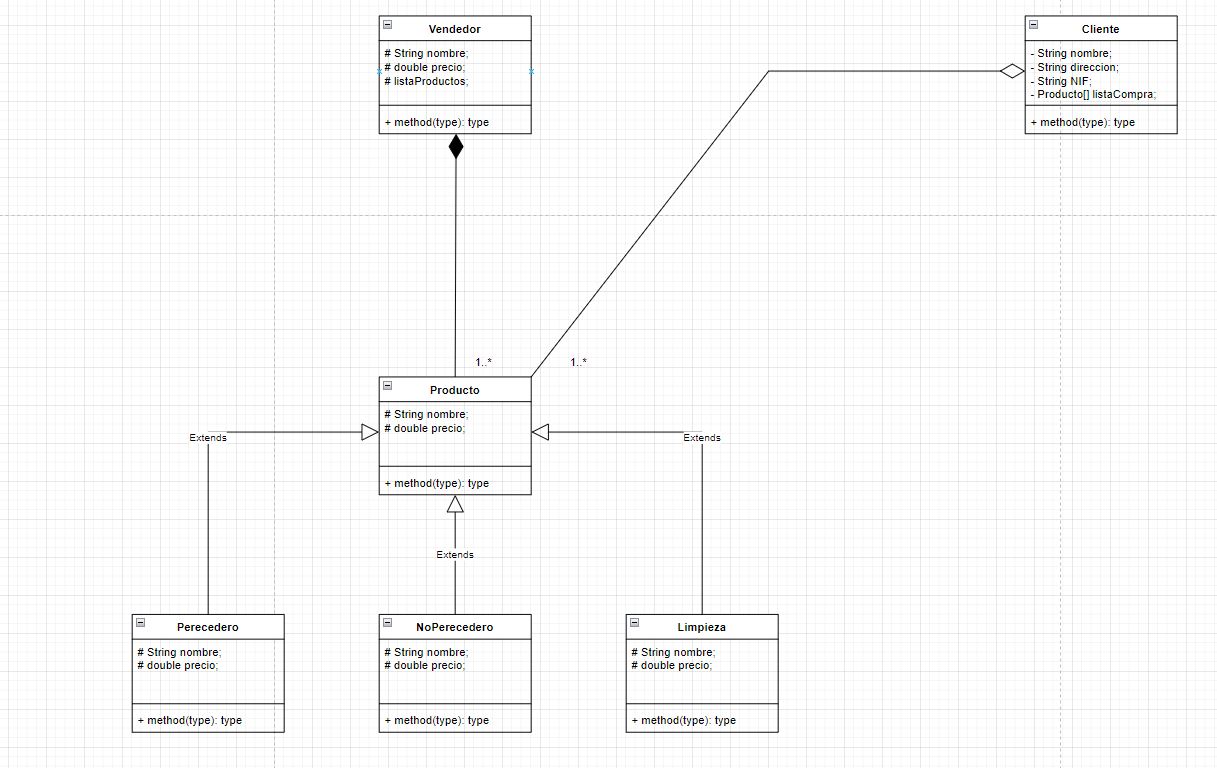 Vendedor
# String nombre;
# double precio;
# listaProductos;
+ method(type): type
Cliente
- String nombre;
- String direccion;
- String NIF;
- Producto[] listaCompra;
+ method(type): type
1..*
1..*
Producto
# String nombre;
# double precio;
+ method(type): type
Extends
Extends
Extends
Perecedero
# String nombre;
# double precio;
+ method(type): type
NoPerecedero
# String nombre;
# double precio;
+ method(type): type
Limpieza
# String nombre;
# double precio;
+ method(type): type